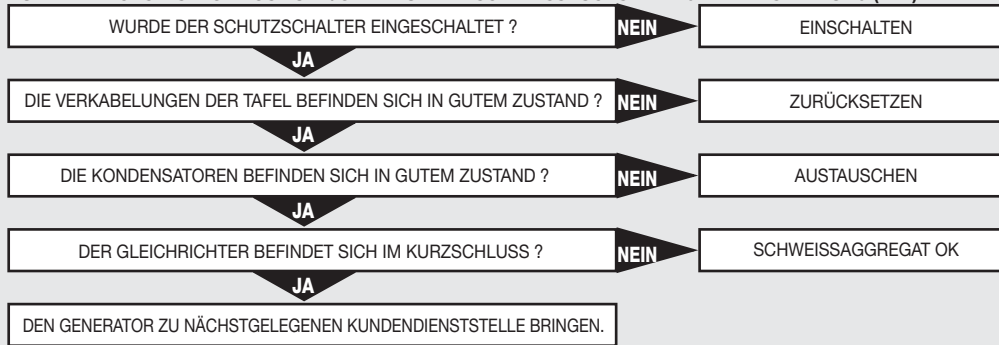 WURDE DER SCHUTZSCHALTER EINGESCHALTET ? NEIN EINSCHALTEN
JA
DIE VERKABELUNGEN DER TAFEL BEFINDEN SICH IN GUTEM ZUSTAND ? NEIN ZURÜCKSETZEN
JA
DIE KONDENSATOREN BEFINDEN SICH IN GUTEM ZUSTAND ? NEIN AUSTAUSCHEN
JA
DER GLEICHRICHTER BEFINDET SICH IM KURZSCHLUSS ? NEIN SCHWEISSAGGREGAT OK
JA
DEN GENERATOR ZU NÄCHSTGELEGENEN KUNDENDIENSTSTELLE BRINGEN.